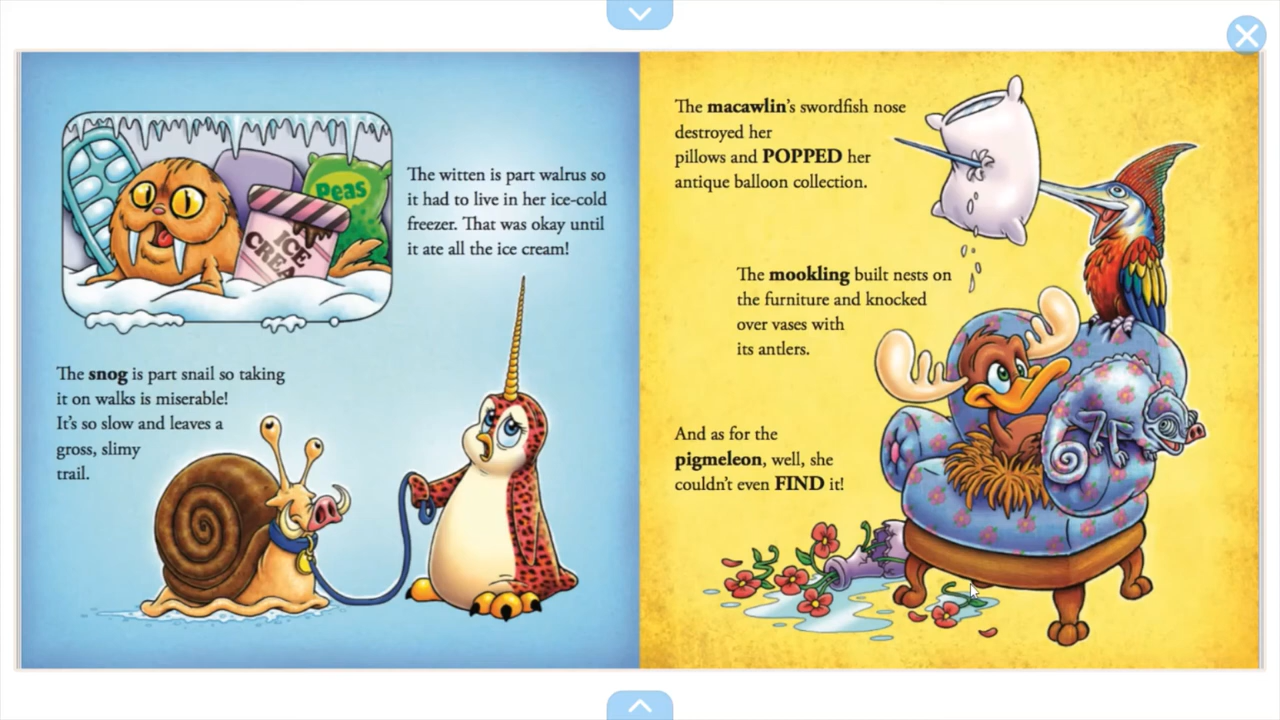 Peas
ICE
CREA
The witten is part walrus so
it had to live in her ice-cold
freezer. That was okay until
it ate all the ice cream!
The snog is part snail so taking
it on walks is miserable!
It's so slow and leaves a
gross, slimy
trail.
The macawlin's swordfish nose
destroyed her
pillows and POPPED her
antique balloon collection.
The mookling built nests on
the furniture and knocked
over vases with
its antlers.
And as for the
pigmeleon, well, she
couldn't even FIND it!